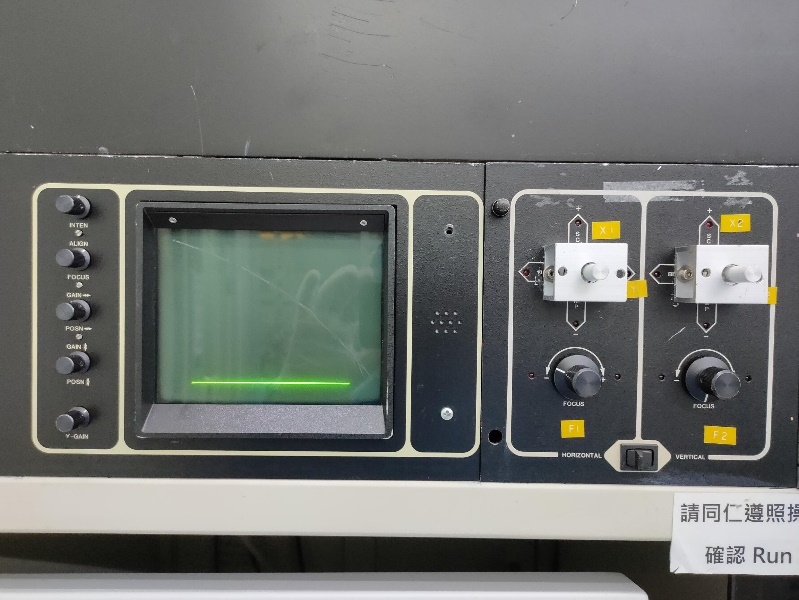 INTEN
ALIGN
FOCUS
GAIN
POSN
GAIN
POSN
Y-GAIN
+
X1
FOCUS
F1
HORIZONTAL
+
X2
FOCUS
F2
VERTICAL
請同仁遵照操
確認 Run